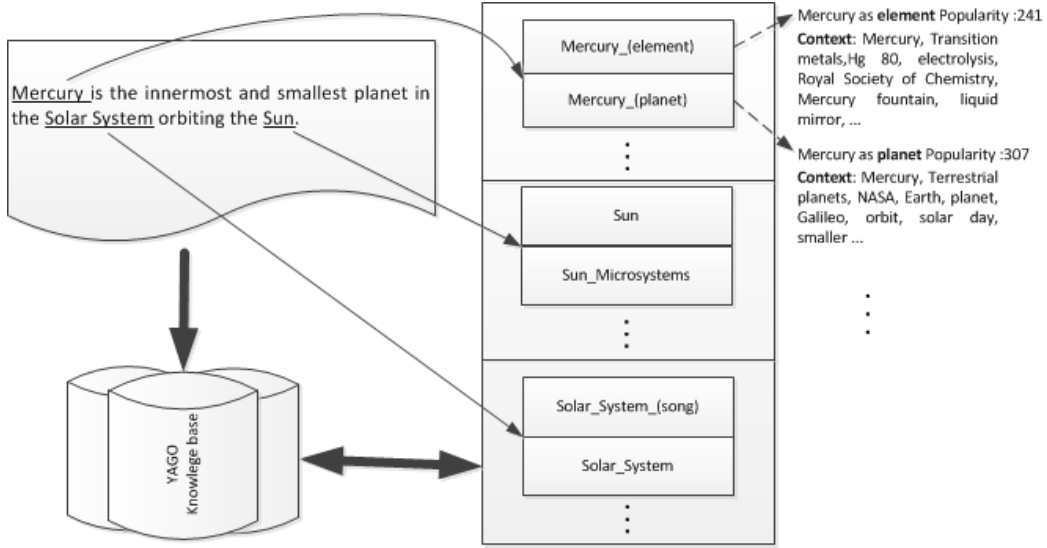 Mercury is the innermost and smallest planet in
the Solar System orbiting the Sun.
YAGO
Knowlege base
Mercury_(element)
Mercury_(planet)
Sun
Sun_Microsystems
Solar_System_(song)
Solar_System
Mercury as element Popularity :241
Context: Mercury, Transition
metals,Hg 80, electrolysis,
Royal Society of Chemistry,
Mercury fountain, liquid
mirror, ...
Mercury as planet Popularity :307
Context: Mercury, Terrestrial
planets, NASA, Earth, planet,
Galileo, orbit, solar day,
smaller ...